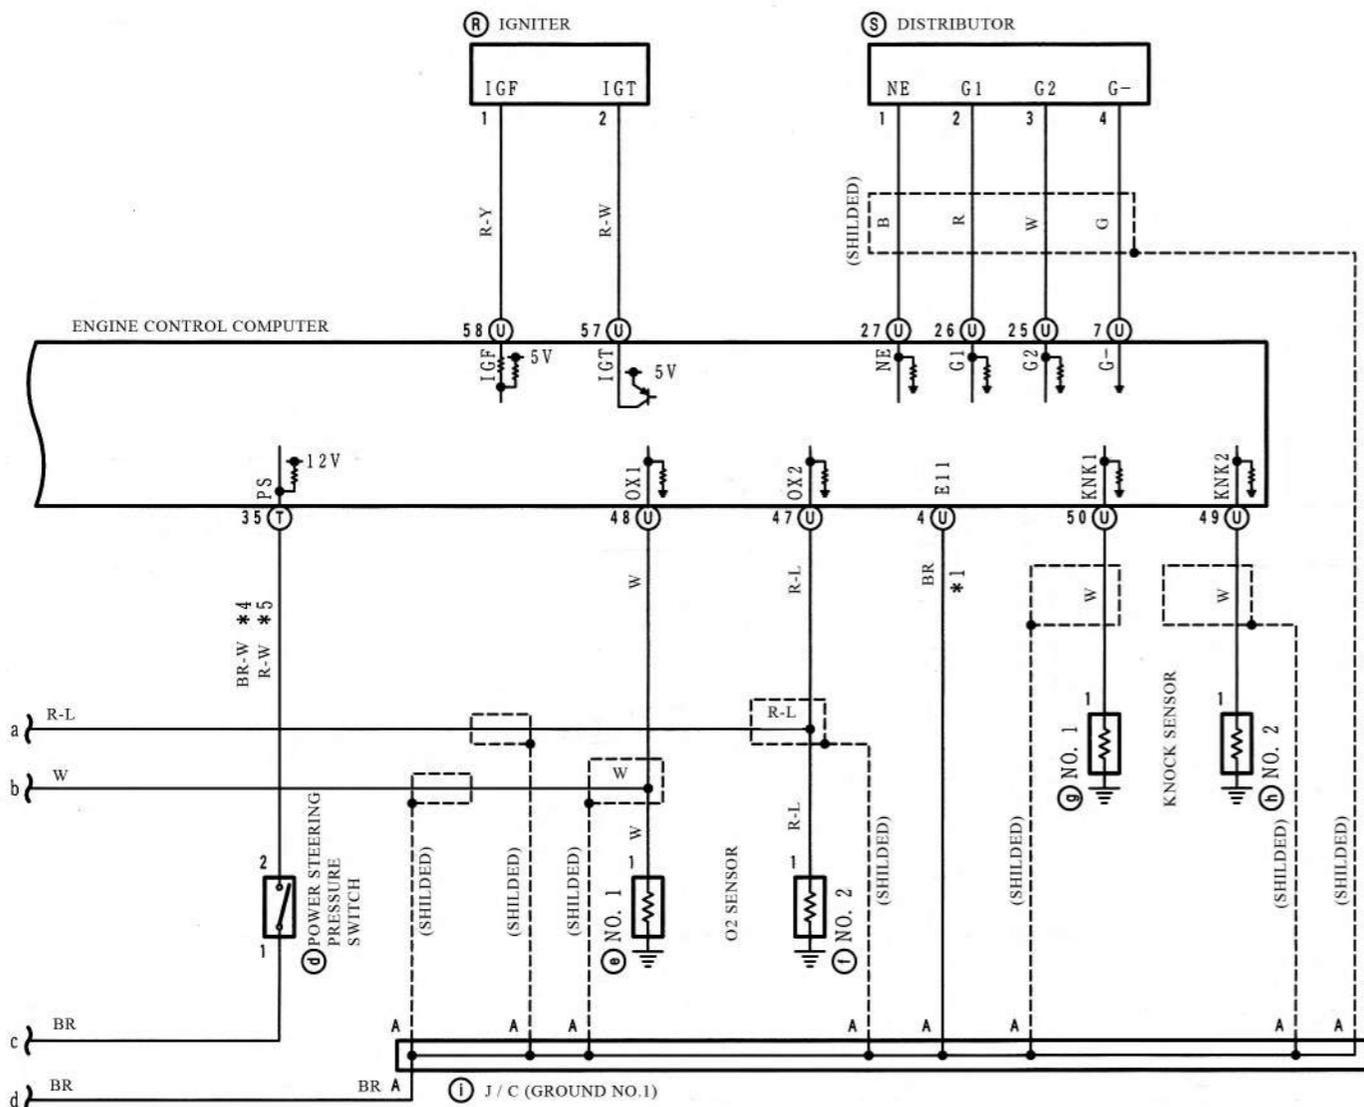 R IGNITER
S DISTRIBUTOR
IGF IGT
NE G1 G2 G-
1 2
1 2 3 4
R-Y R-W
(SHILDED) B R W G
ENGINE CONTROL COMPUTER
58 U 57 U 27 U 26 U 25 U 7 U
IGF 5V IGT 5V NE G1 G2 G-
PS 12V OX1 OX2 E11 KNK1 KNK2
35 T 48 U 47 U 4 U 50 U 49 U
BR-W *4
R-W *5
W
R-L
BR *1
W
W
a R-L
R-L
b W
W
W
R-L
1
1
KNOCK SENSOR
g NO. 1
h NO. 2
2
1
d POWER STEERING
PRESSURE
SWITCH
(SHILDED)
(SHILDED)
(SHILDED)
1
e NO. 1
O2 SENSOR
1
f NO. 2
(SHILDED)
(SHILDED)
(SHILDED)
(SHILDED)
c BR
A A A A A A A A
d BR
BR A
i J / C (GROUND NO.1)